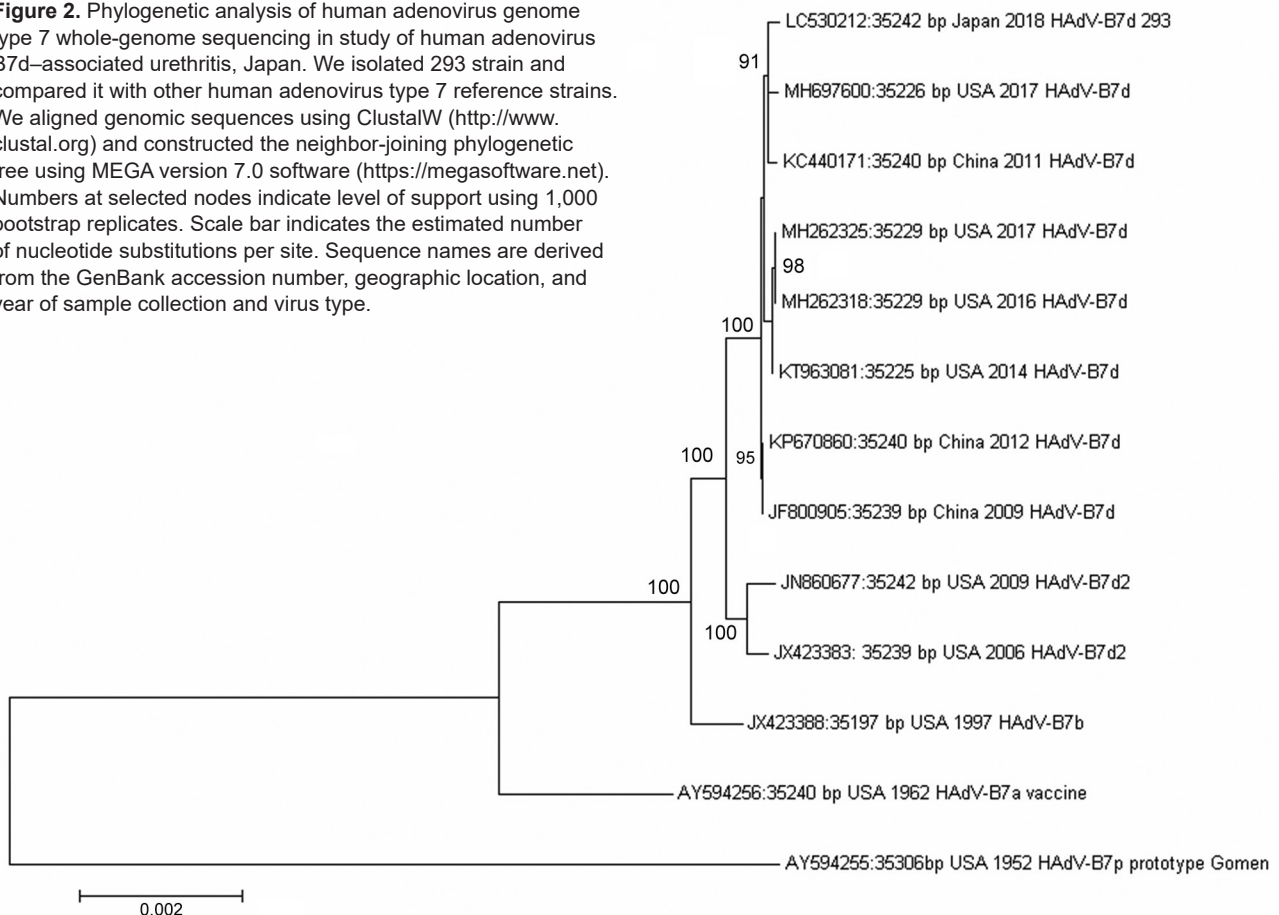 Figure 2. Phylogenetic analysis of human adenovirus genome
type 7 whole-genome sequencing in study of human adenovirus
B7d–associated urethritis, Japan. We isolated 293 strain and
compared it with other human adenovirus type 7 reference strains.
We aligned genomic sequences using ClustalW (http://www.
clustal.org) and constructed the neighbor-joining phylogenetic
tree using MEGA version 7.0 software (https://megasoftware.net).
Numbers at selected nodes indicate level of support using 1,000
bootstrap replicates. Scale bar indicates the estimated number
of nucleotide substitutions per site. Sequence names are derived
from the GenBank accession number, geographic location, and
year of sample collection and virus type.
LC530212:35242 bp Japan 2018 HAdV-B7d 293
91
MH697600:35226 bp USA 2017 HAdV-B7d
KC440171:35240 bp China 2011 HAdV-B7d
MH262325:35229 bp USA 2017 HAdV-B7d
98
MH262318:35229 bp USA 2016 HAdV-B7d
100
KT963081:35225 bp USA 2014 HAdV-B7d
KP670860:35240 bp China 2012 HAdV-B7d
100
95
JF800905:35239 bp China 2009 HAdV-B7d
JN860677:35242 bp USA 2009 HAdV-B7d2
100
100
JX423383: 35239 bp USA 2006 HAdV-B7d2
JX423388:35197 bp USA 1997 HAdV-B7b
AY594256:35240 bp USA 1962 HAdV-B7a vaccine
AY594255:35306bp USA 1952 HAdV-B7p prototype Gomen
0.002